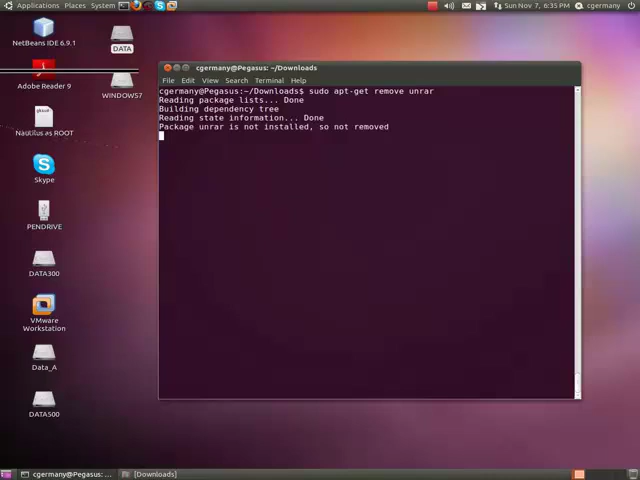 Applications Places System
Sun Nov 7, 6:35 PM cgermany
NetBeans IDE 6.9.1
DATA
Adobe Reader 9
WINDOWS7
Nautilus as ROOT
Skype
PENDRIVE
DATA300
VMware
Workstation
Data_A
DATA500
cgermany@Pegasus: ~/Downloads
File Edit View Search Terminal Help
cgermany@Pegasus:~/Downloads$ sudo apt-get remove unrar
Reading package lists... Done
Building dependency tree
Reading state information... Done
Package unrar is not installed, so not removed
cgermany@Pegasus: ... [Downloads]